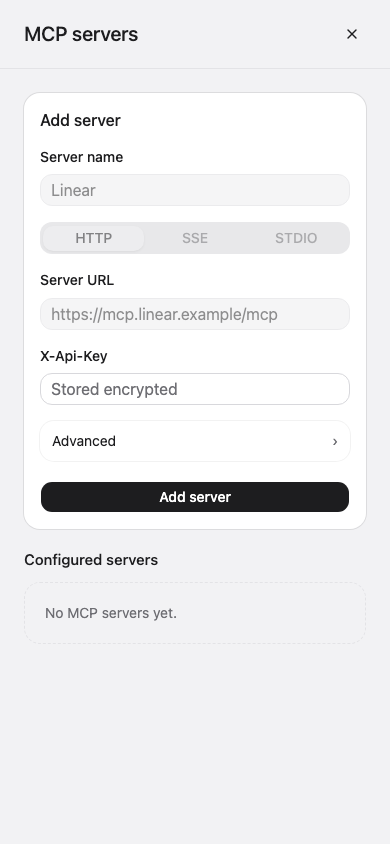 MCP servers
Add server
Server name
Linear
HTTP SSE STDIO
Server URL
https://mcp.linear.example/mcp
X-Api-Key
Stored encrypted
Advanced
Add server
Configured servers
No MCP servers yet.